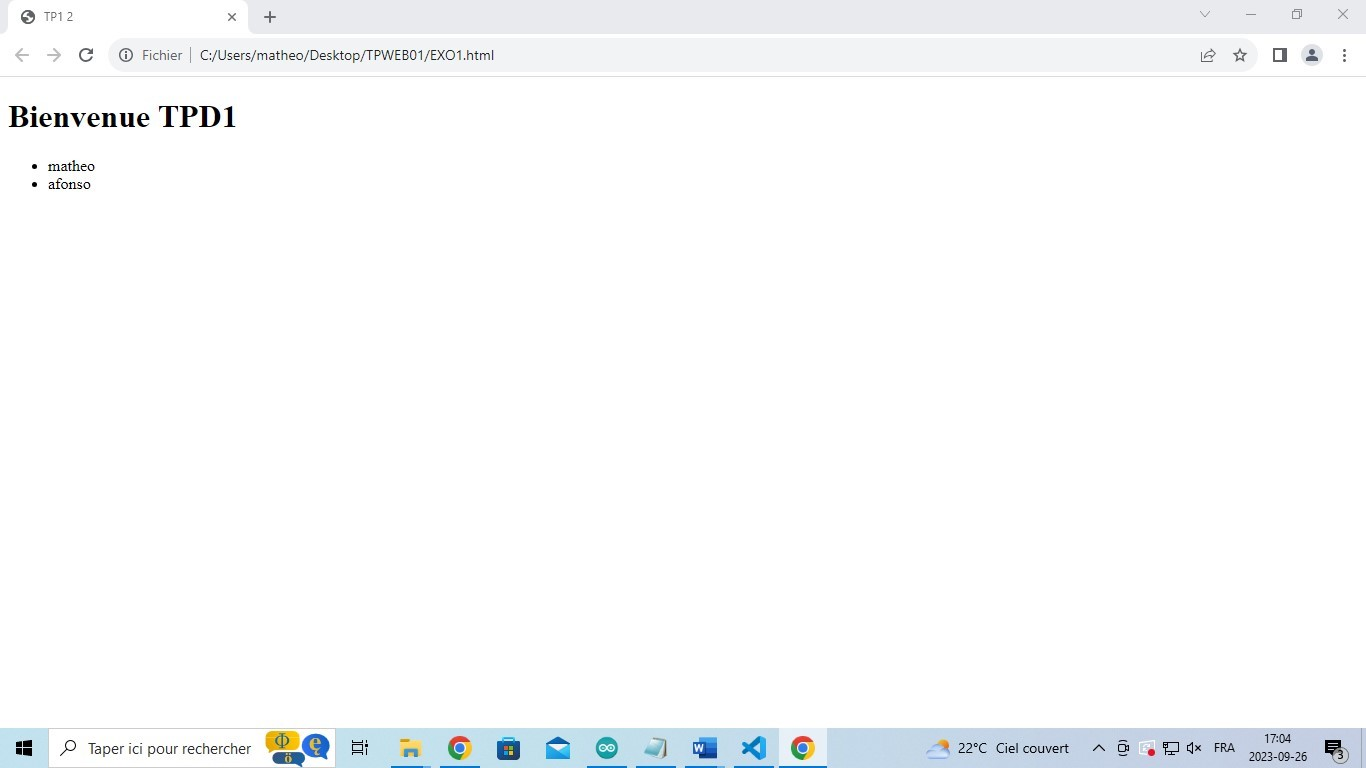 TP1 2
Fichier C:/Users/matheo/Desktop/TPWEB01/EXO1.html
Bienvenue TPD1
matheo
afonso
Taper ici pour rechercher
22°C Ciel couvert
FRA
17:04
2023-09-26
3